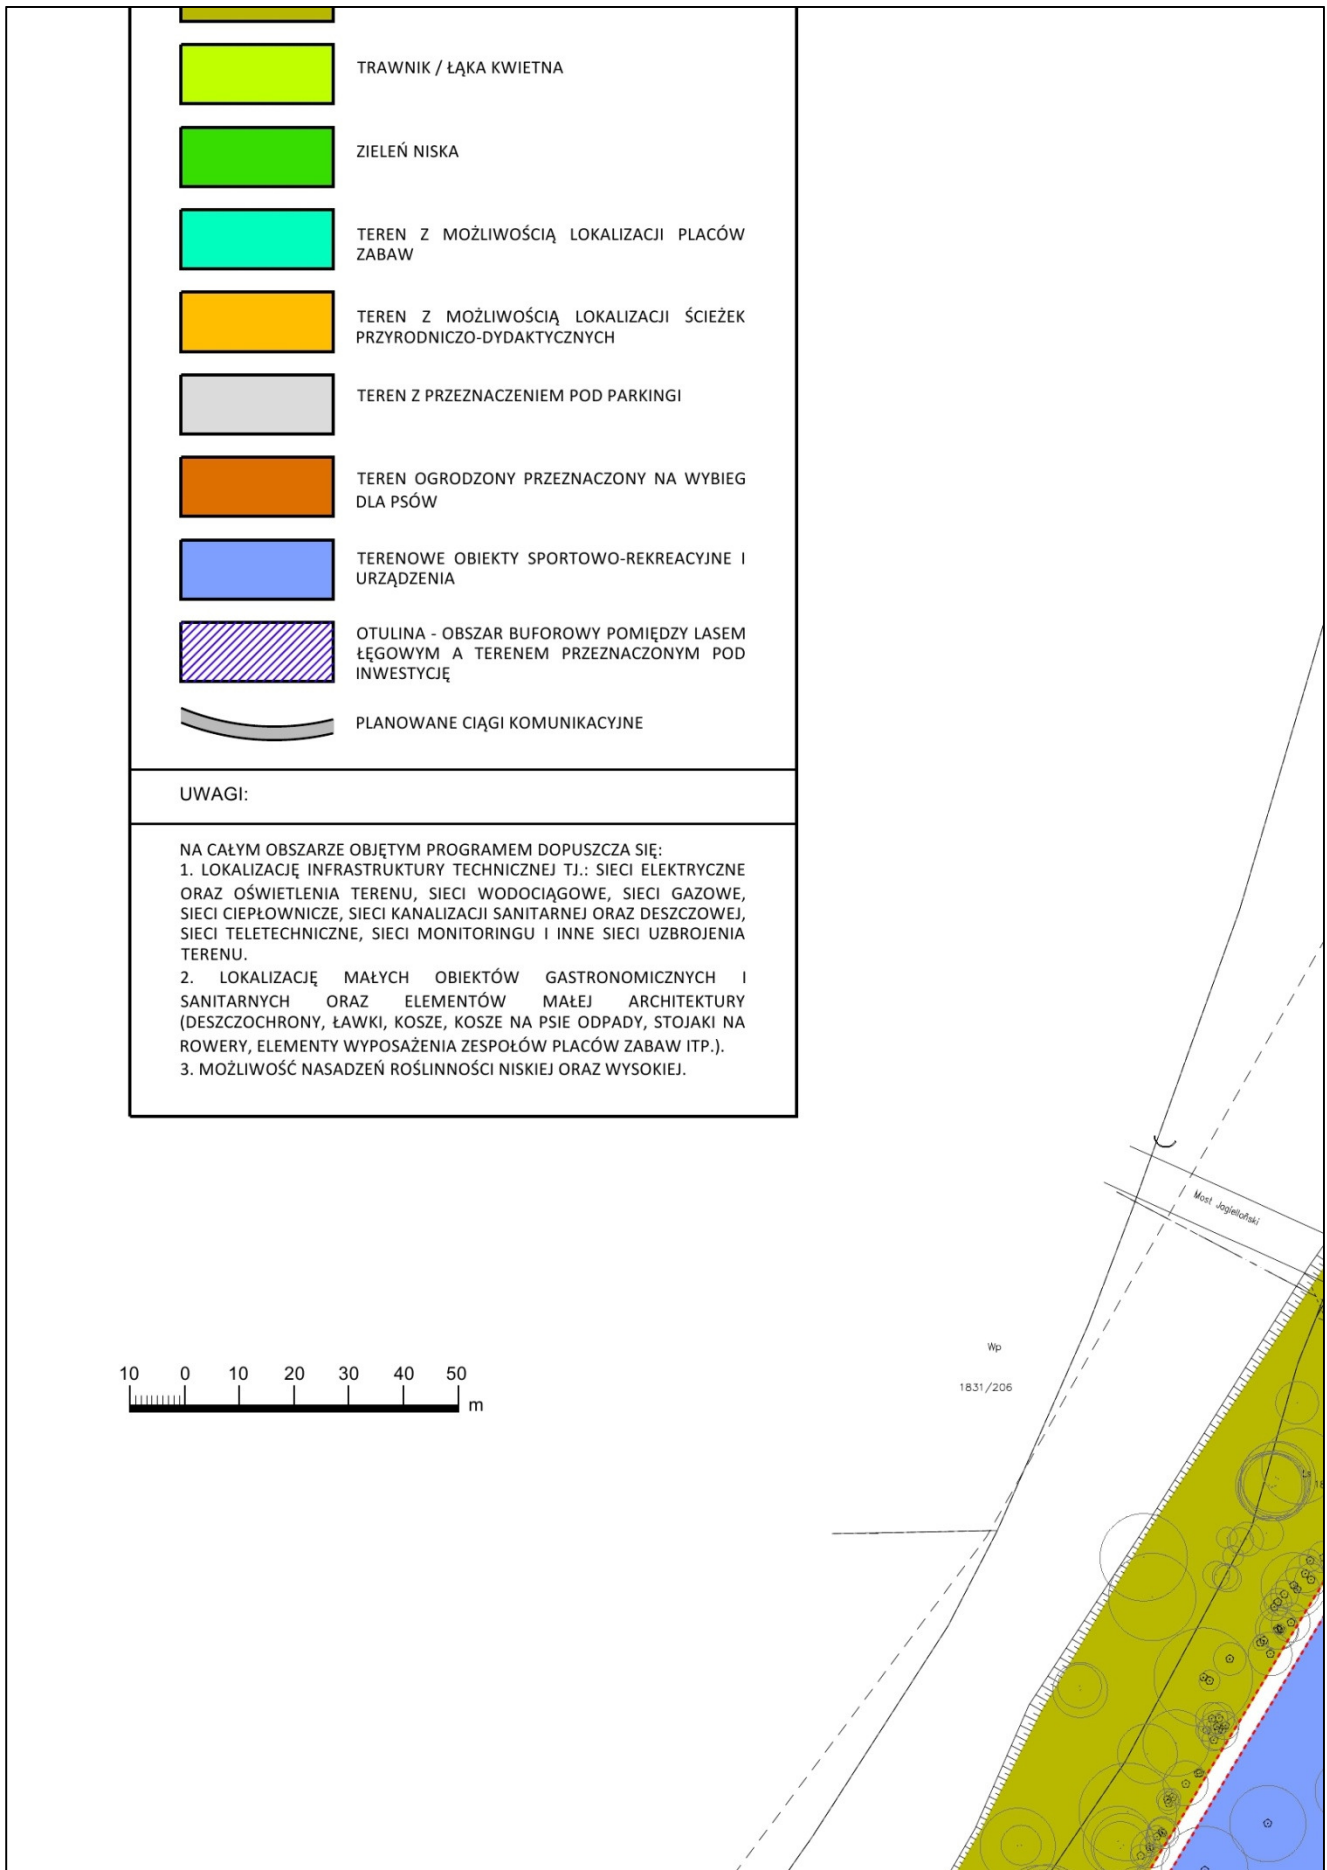 TRAWNIK / ŁĄKA KWIETNA
ZIELEŃ NISKA
TEREN Z MOŻLIWOŚCIĄ LOKALIZACJI PLACÓW
ZABAW
TEREN Z MOŻLIWOŚCIĄ LOKALIZACJI ŚCIEŻEK
PRZYRODNICZO-DYDAKTYCZNYCH
TEREN Z PRZEZNACZENIEM POD PARKINGI
TEREN OGRODZONY PRZEZNACZONY NA WYBIEG
DLA PSÓW
TERENOWE OBIEKTY SPORTOWO-REKREACYJNE I
URZĄDZENIA
OTULINA - OBSZAR BUFOROWY POMIĘDZY LASEM
ŁĘGOWYM A TERENEM PRZEZNACZONYM POD
INWESTYCJĘ
PLANOWANE CIĄGI KOMUNIKACYJNE
UWAGI:
NA CAŁYM OBSZARZE OBJĘTYM PROGRAMEM DOPUSZCZA SIĘ:
1. LOKALIZACJĘ INFRASTRUKTURY TECHNICZNEJ TJ.: SIECI ELEKTRYCZNE
ORAZ OŚWIETLENIA TERENU, SIECI WODOCIĄGOWE, SIECI GAZOWE,
SIECI CIEPŁOWNICZE, SIECI KANALIZACJI SANITARNEJ ORAZ DESZCZOWEJ,
SIECI TELETECHNICZNE, SIECI MONITORINGU I INNE SIECI UZBROJENIA
TERENU.
2. LOKALIZACJĘ MAŁYCH OBIEKTÓW GASTRONOMICZNYCH I
SANITARNYCH ORAZ ELEMENTÓW MAŁEJ ARCHITEKTURY
(DESZCZOCHRONY, ŁAWKI, KOSZE, KOSZE NA PSIE ODPADY, STOJAKI NA
ROWERY, ELEMENTY WYPOSAŻENIA ZESPOŁÓW PLACÓW ZABAW ITP.).
3. MOŻLIWOŚĆ NASADZEŃ ROŚLINNOŚCI NISKIEJ ORAZ WYSOKIEJ.
Most Jagielloński
Wp
1831/206
10 0 10 20 30 40 50
m